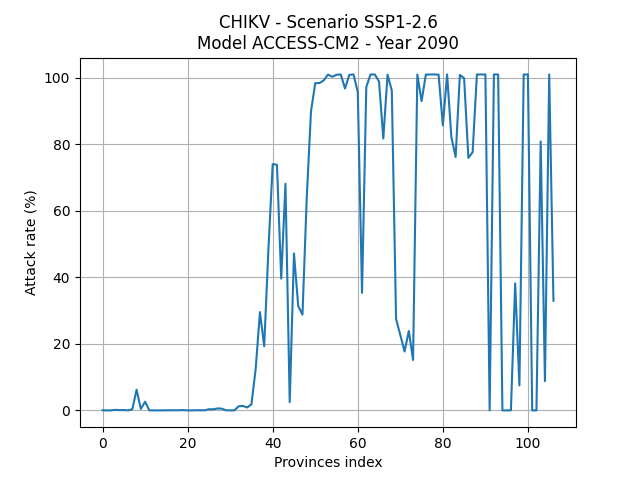 CHIKV - Scenario SSP1-2.6
Model ACCESS-CM2 - Year 2090
100
80
60
40
20
0
Attack rate (%)
0 20 40 60 80 100
Provinces index